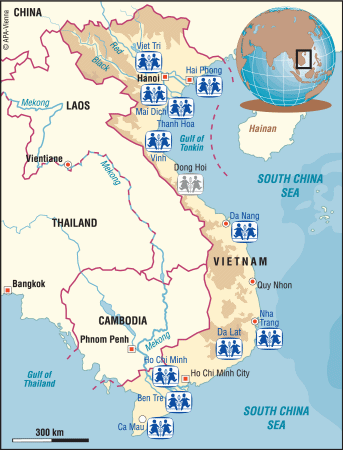 © APA-Vienna
CHINA
Red
Black
Viet Tri
Hanoi
Hai Phong
LAOS
Mekong
Mai Dich
Thanh Hoa
Gulf of
Tonkin
Hainan
Vientiane
Mekong
Vinh
Dong Hoi
SOUTH CHINA
SEA
THAILAND
Da Nang
VIETNAM
Bangkok
Quy Nhon
CAMBODIA
Nha
Trang
Da Lat
Phnom Penh
Mekong
Ho Chi Minh
Ho Chi Minh City
Gulf of
Thailand
Ben Tre
Ca Mau
SOUTH CHINA
SEA
300 km